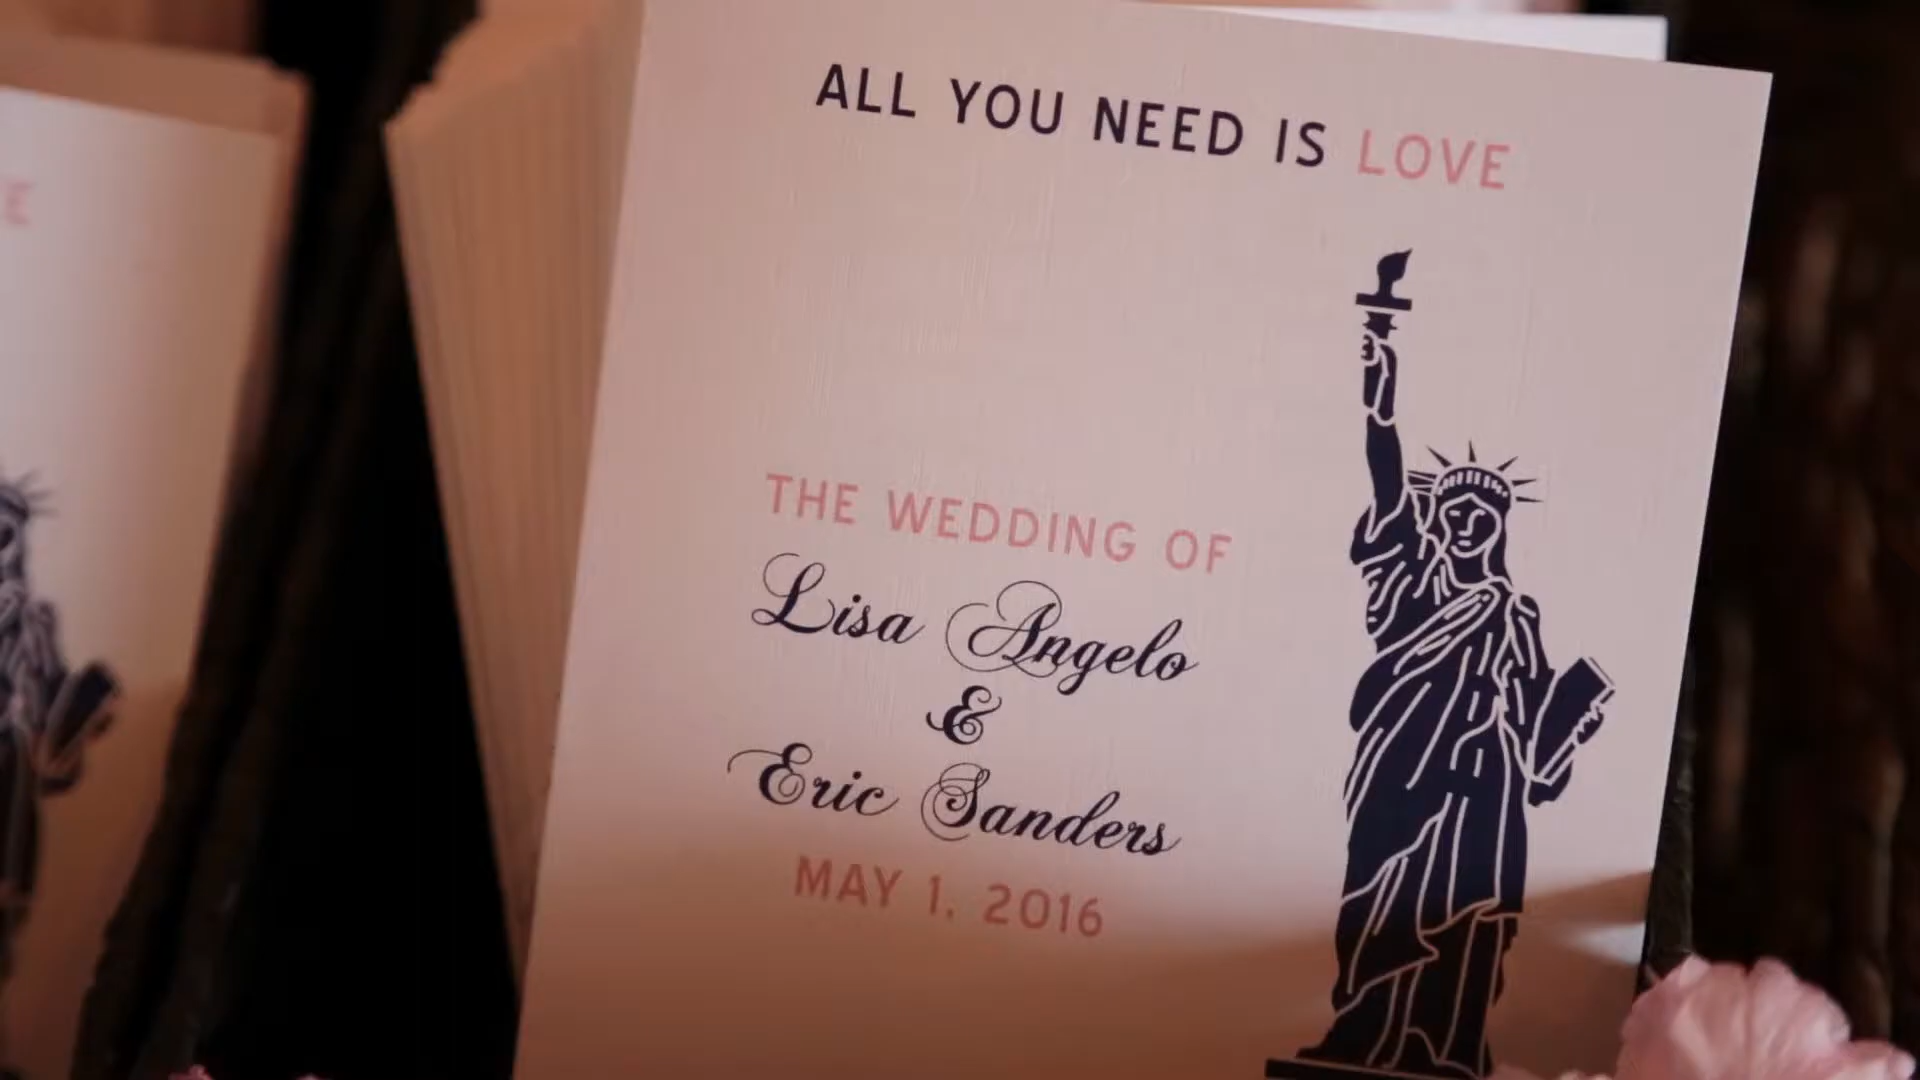 ALL YOU NEED IS LOVE
THE WEDDING OF
Lisa Angelo
&
Eric Sanders
MAY 1, 2016
E